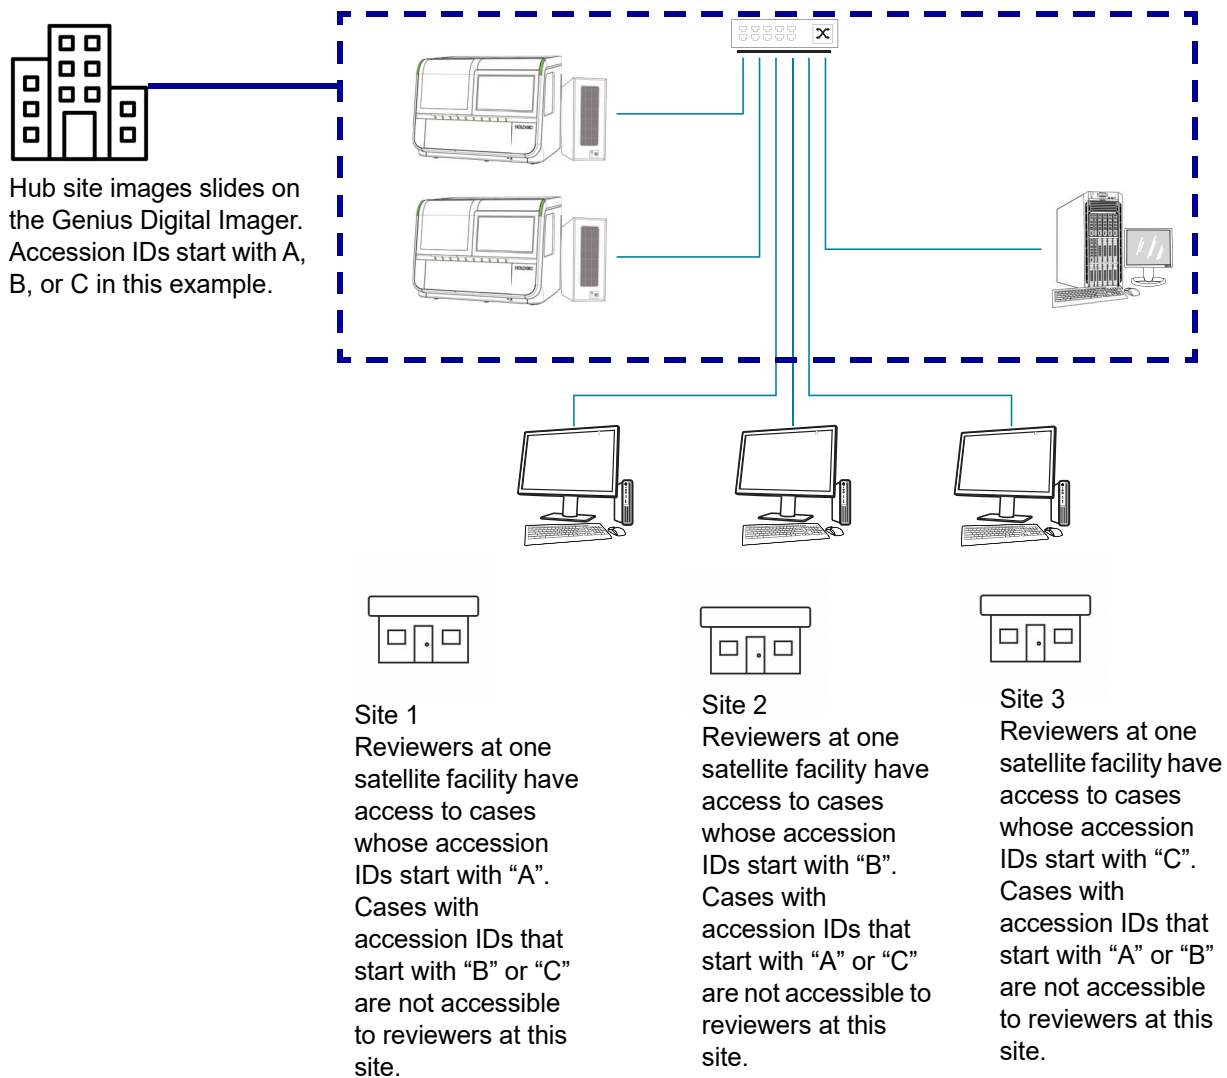 HOLOGIC
HOLOGIC
Hub site images slides on
the Genius Digital Imager.
Accession IDs start with A,
B, or C in this example.
Site 1
Reviewers at one
satellite facility have
access to cases
whose accession
IDs start with “A”.
Cases with
accession IDs that
start with “B” or “C”
are not accessible
to reviewers at this
site.
Site 2
Reviewers at one
satellite facility have
access to cases
whose accession
IDs start with “B”.
Cases with
accession IDs that
start with “A” or “C”
are not accessible to
reviewers at this
site.
Site 3
Reviewers at one
satellite facility have
access to cases
whose accession
IDs start with “C”.
Cases with
accession IDs that
start with “A” or “B”
are not accessible
to reviewers at this
site.